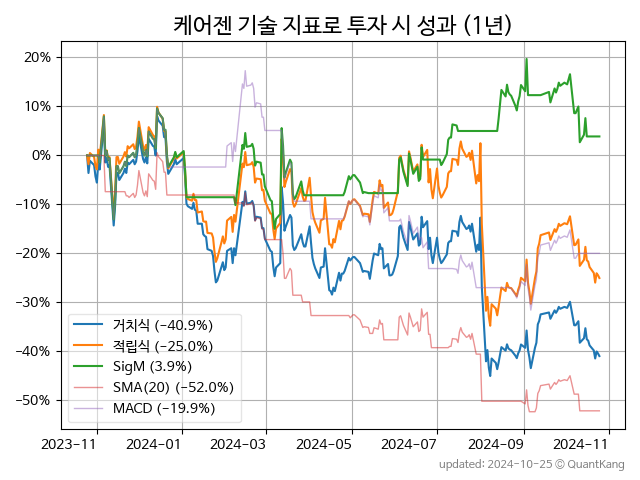 케어젠 기술 지표로 투자 시 성과 (1년)
20%
10%
0%
−10%
−20%
−30%
−40%
−50%
거치식 (−40.9%)
적립식 (−25.0%)
SigM (3.9%)
SMA(20) (−52.0%)
MACD (−19.9%)
2023-11
2024-01
2024-03
2024-05
2024-07
2024-09
2024-11
updated: 2024-10-25 © QuantKang